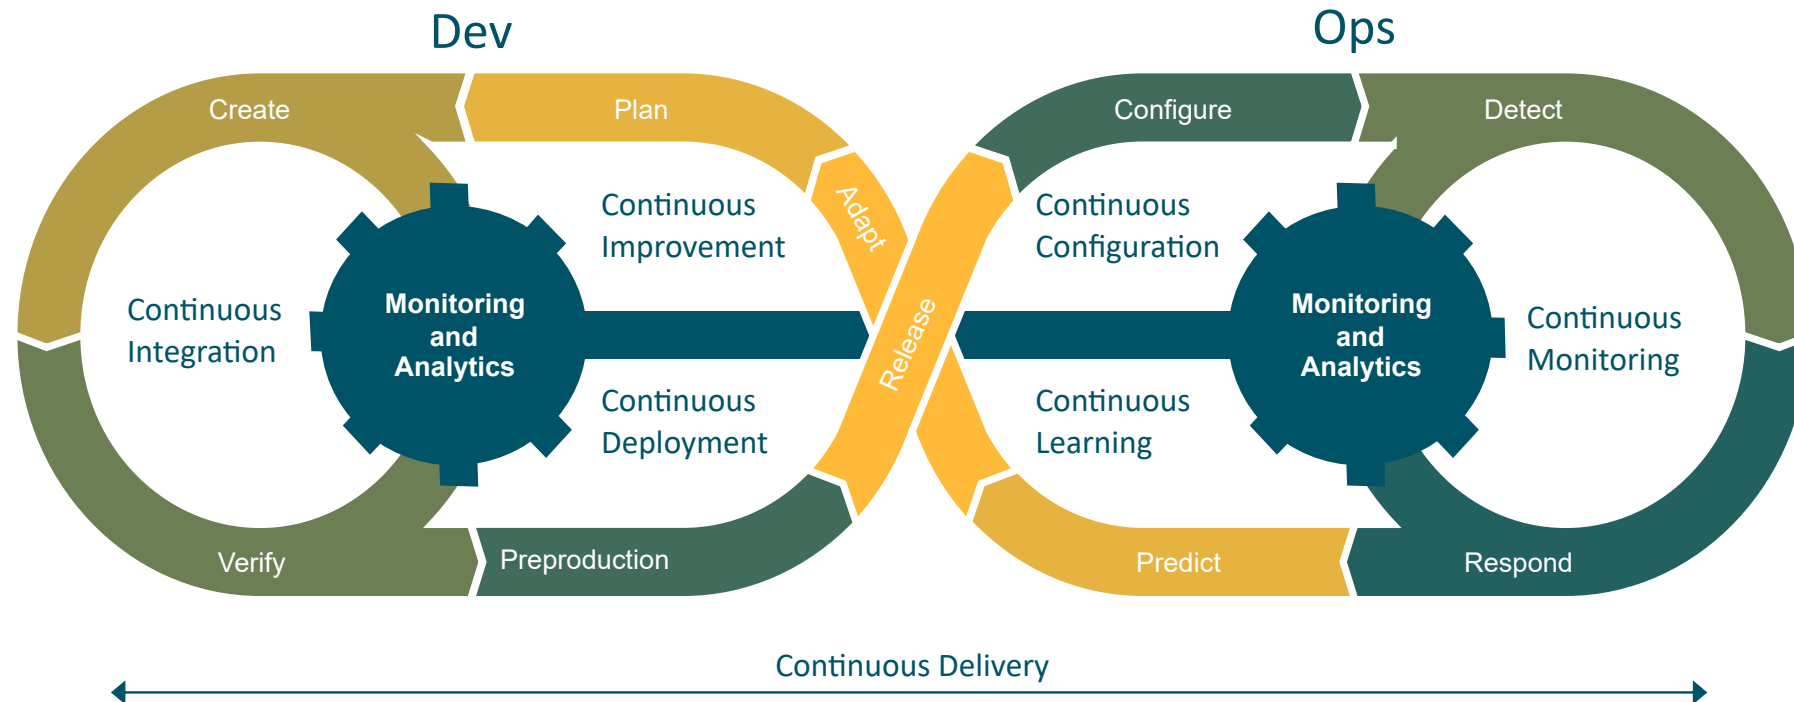 Dev
Ops
Create
Plan
Configure
Detect
Adapt
Continuous
Improvement
Continuous
Configuration
Continuous
Integration
Monitoring
and
Analytics
Release
Monitoring
and
Analytics
Continuous
Monitoring
Continuous
Deployment
Continuous
Learning
Verify
Preproduction
Predict
Respond
Continuous Delivery